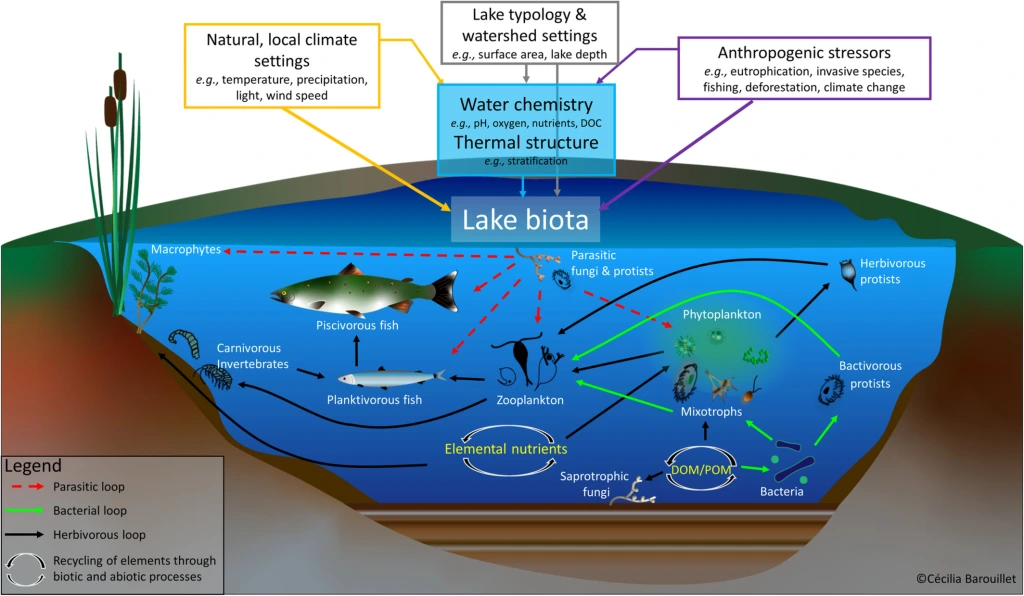 Lake typology &
watershed settings
e.g., surface area, lake depth
Natural, local climate
settings
e.g., temperature, precipitation,
light, wind speed
Anthropogenic stressors
e.g., eutrophication, invasive species,
fishing, deforestation, climate change
Water chemistry
e.g., pH, oxygen, nutrients, DOC
Thermal structure
e.g., stratification
Lake biota
Macrophytes
Parasitic
fungi & protists
Herbivorous
protists
Piscivorous fish
Phytoplankton
Carnivorous
Invertebrates
Bactivorous
protists
Planktivorous fish
Zooplankton
Mixotrophs
Elemental nutrients
DOM/POM
Saprotrophic
fungi
Bacteria
Legend
Parasitic loop
Bacterial loop
Herbivorous loop
Recycling of elements through
biotic and abiotic processes
©Cécilia Barouillet